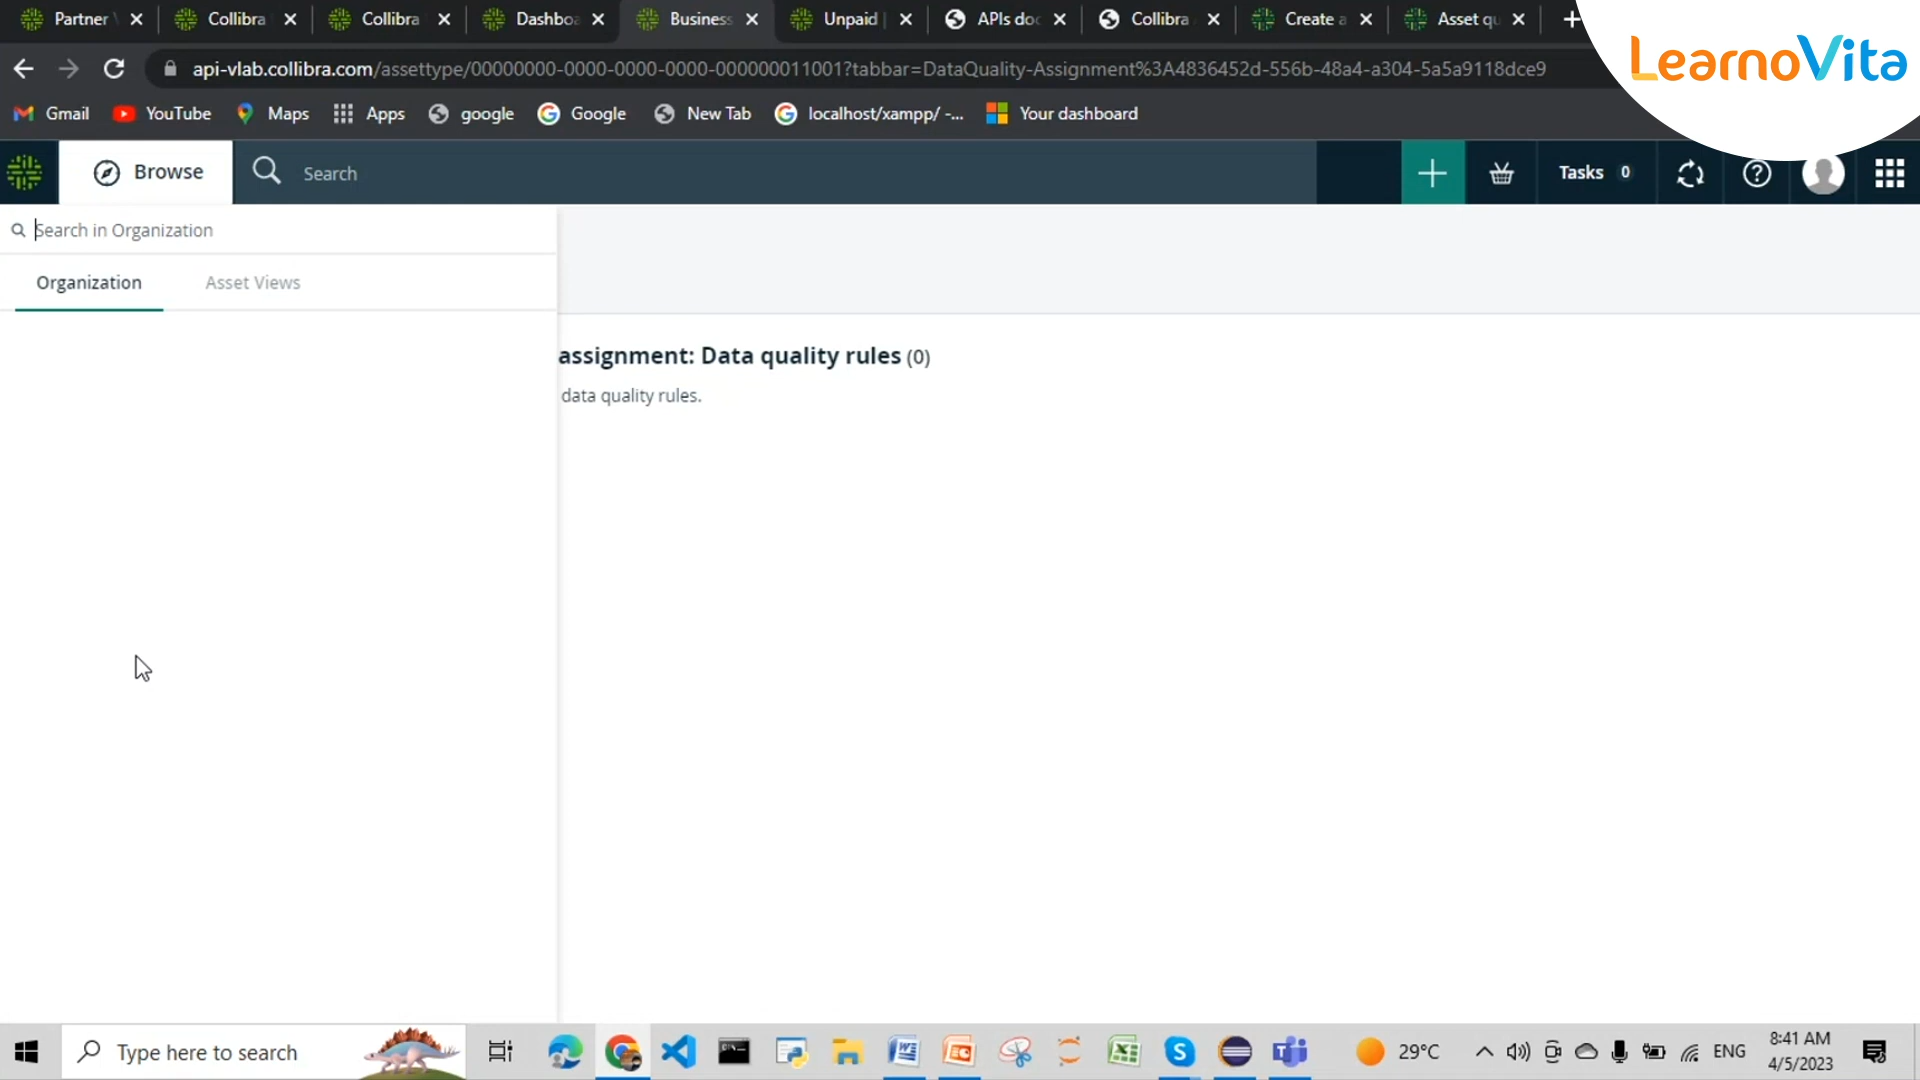 Partner
Collibra
Collibra
Dashbo
Business
Unpaid
APIs doc
Collibra
Create a
Asset qu
LearnoVita
api-vlab.collibra.com/assettype/00000000-0000-0000-0000-000000011001?tabbar=DataQuality-Assignment%3A4836452d-556b-48a4-a304-5a5a9118dce9
Gmail
YouTube
Maps
Apps
google
Google
New Tab
localhost/xampp/ -...
Your dashboard
Browse
Search
Tasks 0
Search in Organization
Organization
Asset Views
assignment: Data quality rules (0)
data quality rules.
Type here to search
29°C
ENG
8:41 AM
4/5/2023